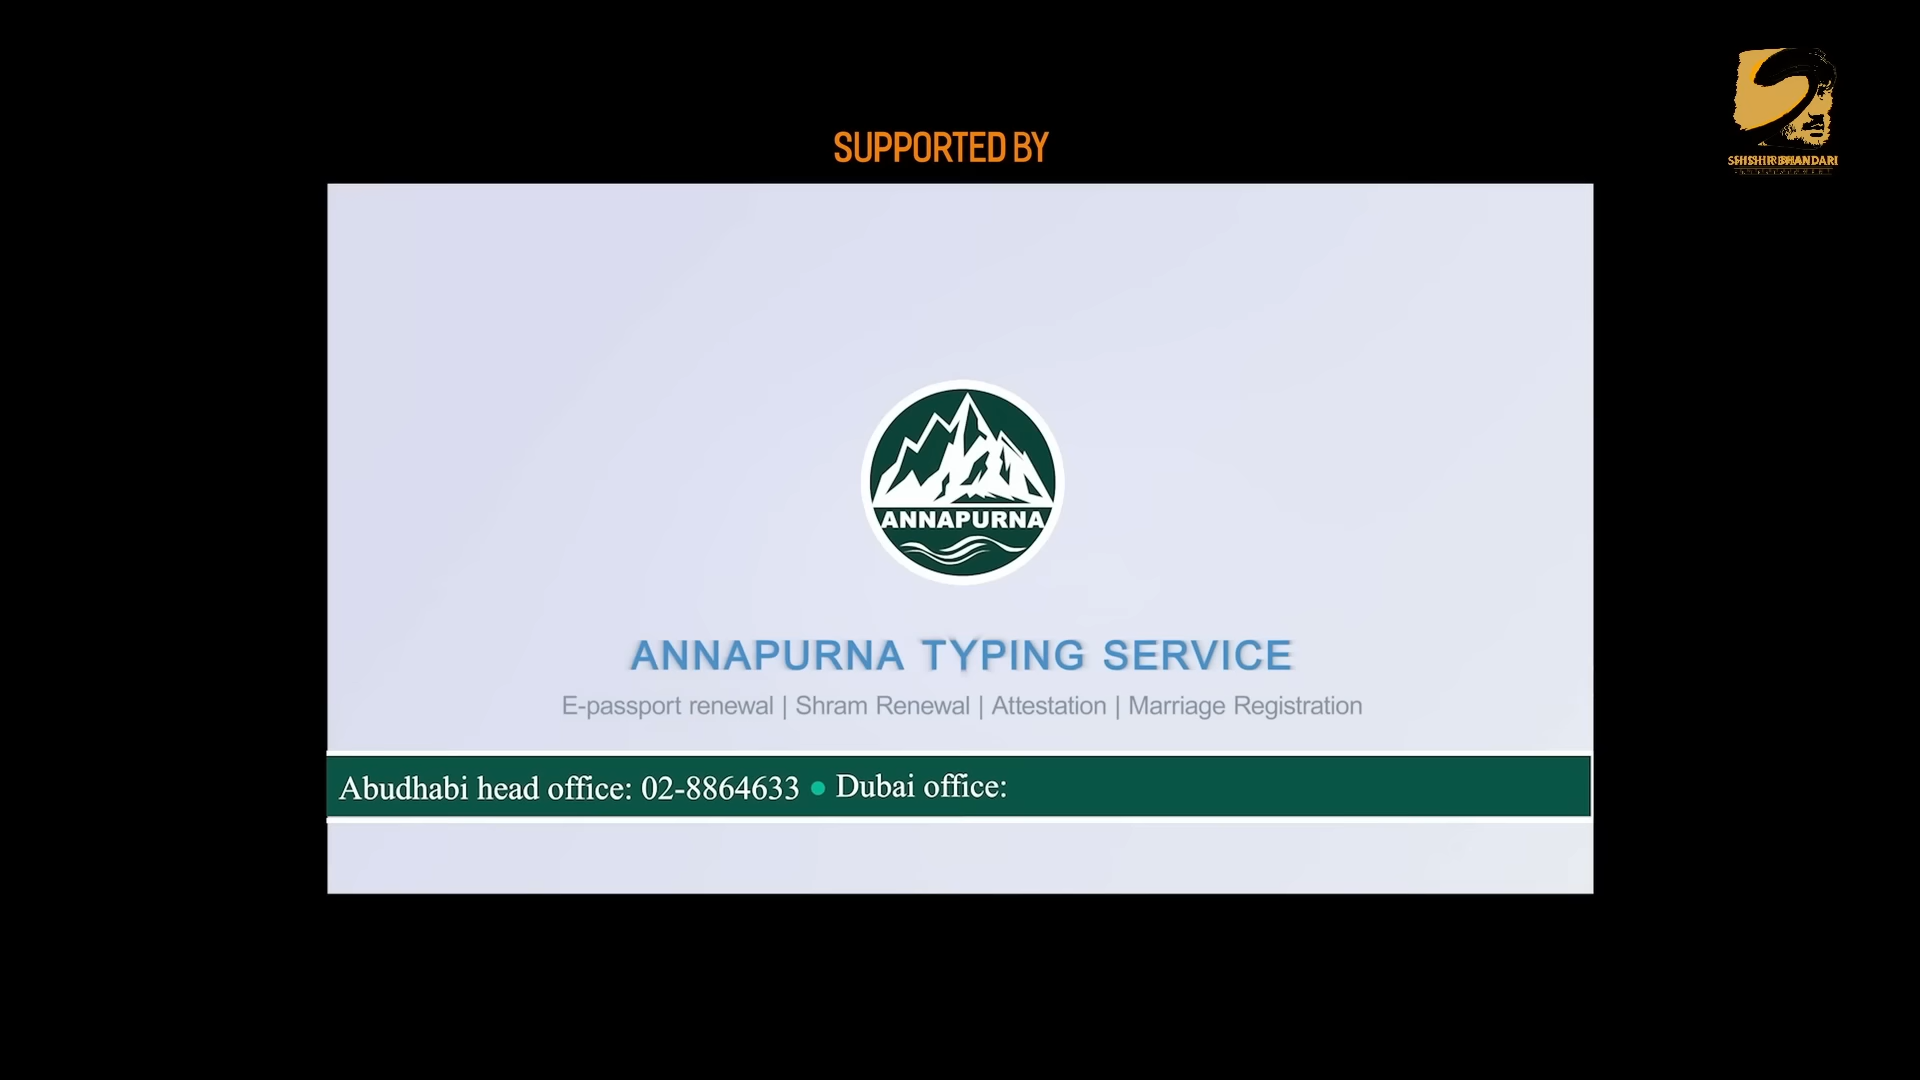 SUPPORTED BY
SHISHIR BHANDARI
ANNAPURNA
ANNAPURNA TYPING SERVICE
E-passport renewal | Shram Renewal | Attestation | Marriage Registration
Abudhabi head office: 02-8864633 • Dubai office: